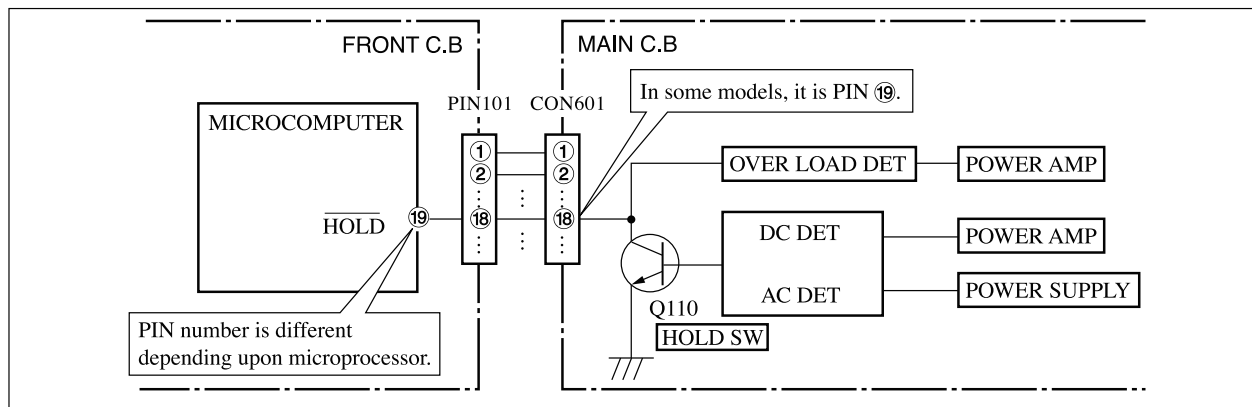 FRONT C.B
MAIN C.B
In some models, it is PIN ⑲.
PIN101
CON601
MICROCOMPUTER
① ①
② ②
⑱ ⑱
HOLD
⑲
OVER LOAD DET
POWER AMP
DC DET
POWER AMP
AC DET
POWER SUPPLY
Q110
HOLD SW
PIN number is different
depending upon microprocessor.